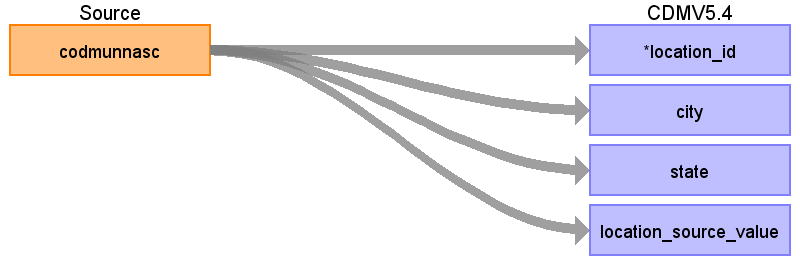 Source
CDMV5.4
codmunnasc
*location_id
city
state
location_source_value